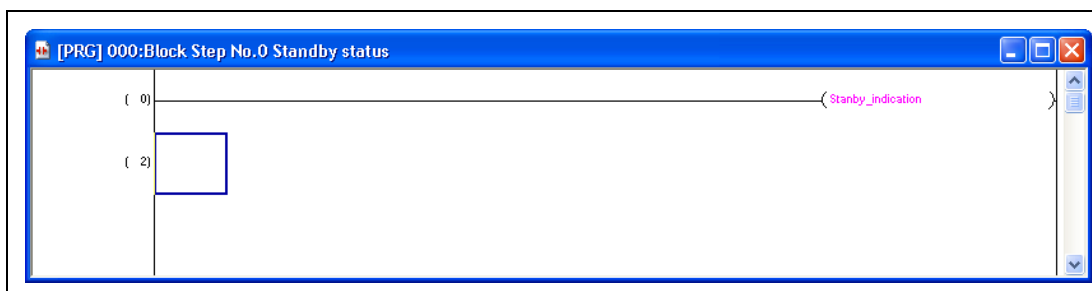 [PRG] 000:Block Step No.0 Standby status
( 0) Stanby_indication
( 2)